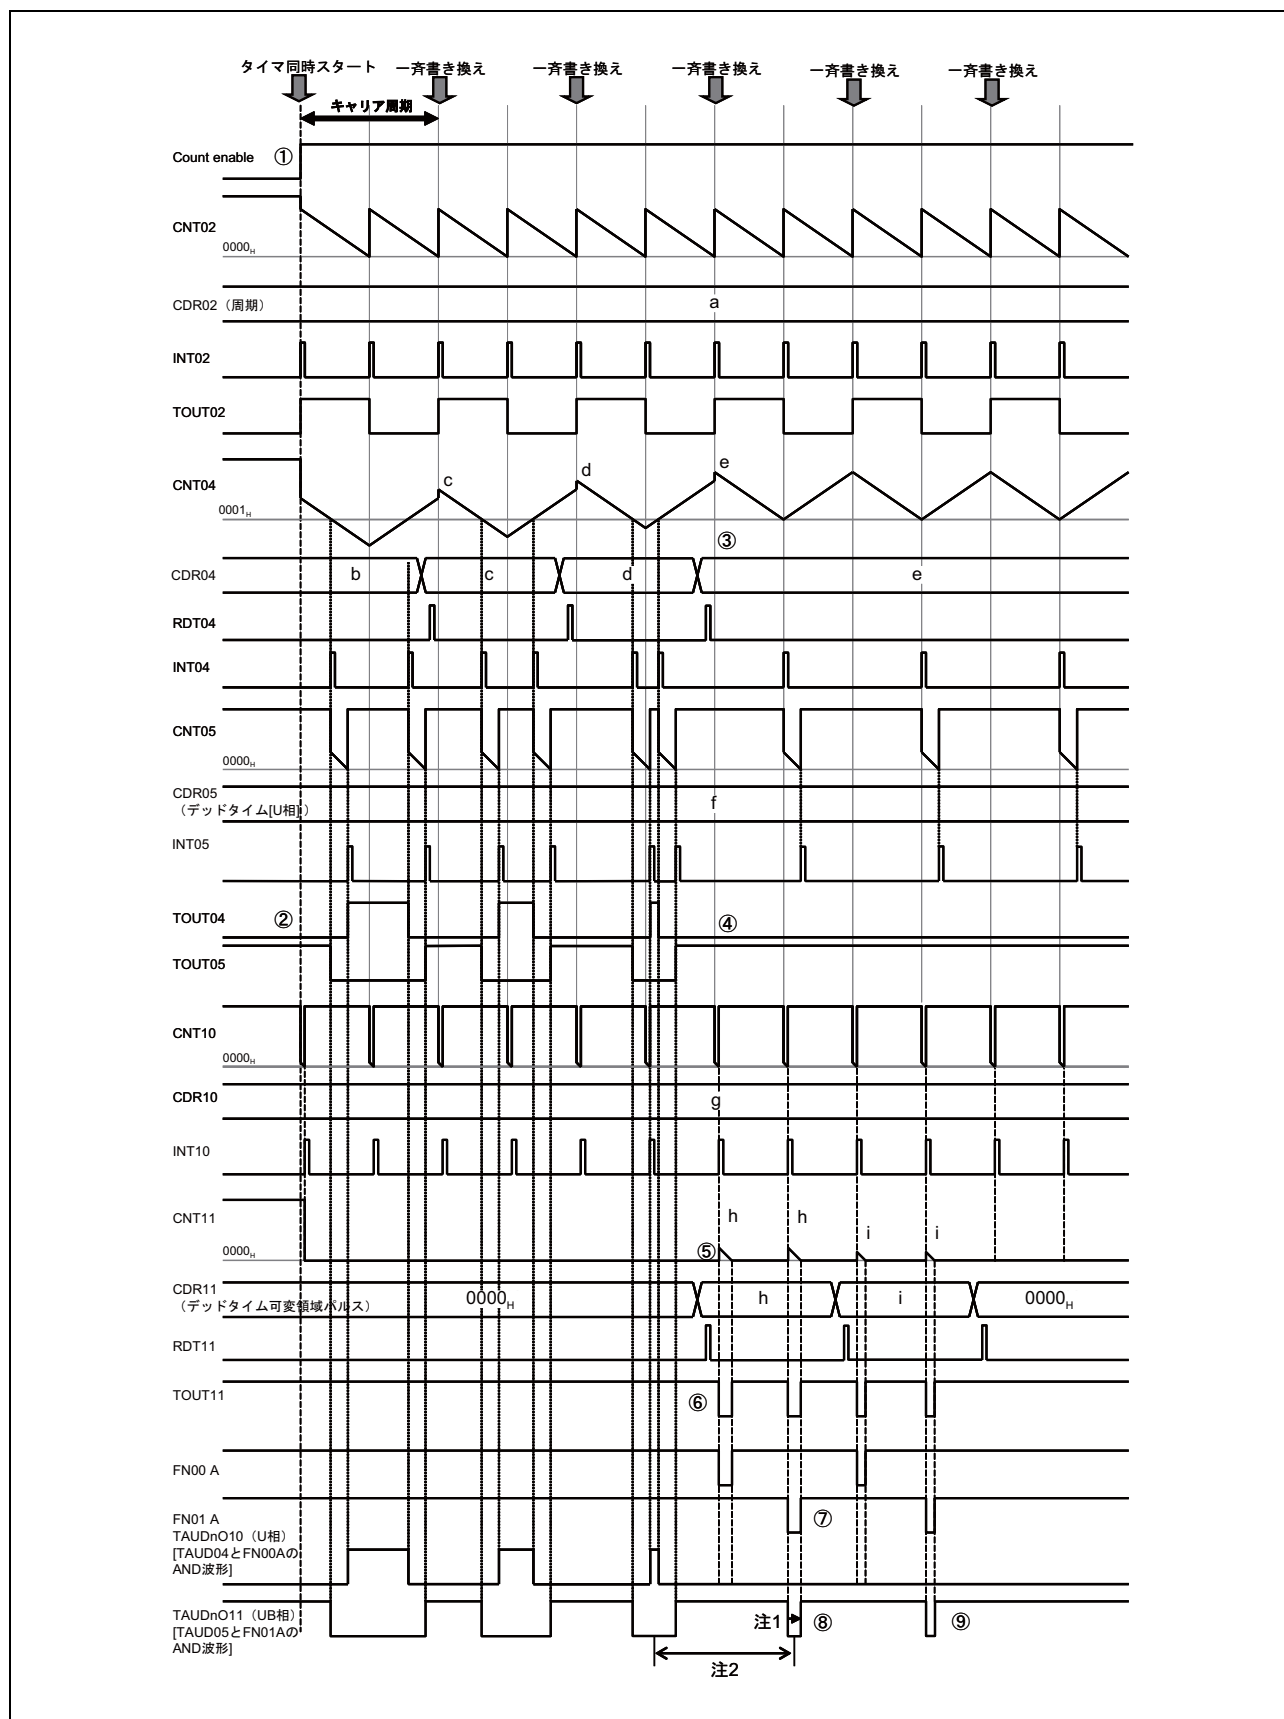 タイマ同時スタート 一斉書き換え 一斉書き換え 一斉書き換え 一斉書き換え 一斉書き換え
キャリア周期
Count enable ①
CNT02
0000H
CDR02（周期） a
INT02
TOUT02
CNT04 c d e
0001H
③
CDR04 b c d e
RDT04
INT04
CNT05
0000H
CDR05
（デッドタイム[U相]） f
INT05
TOUT04 ② ④
TOUT05
CNT10
0000H
CDR10 g
INT10
CNT11 h h i i
0000H ⑤
CDR11
（デッドタイム可変領域パルス） 0000H h i 0000H
RDT11
TOUT11 ⑥
FN00 A
FN01 A ⑦
TAUDnO10（U相）
[TAUD04とFN00Aの
AND波形]
TAUDnO11（UB相） 注1 ⑧ ⑨
[TAUD05とFN01Aの
AND波形]
注2